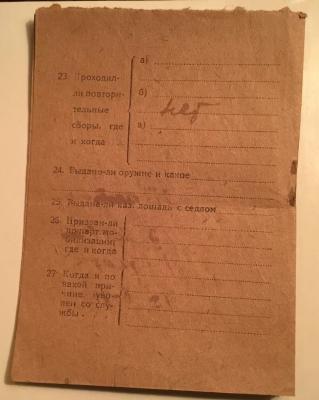 а)
23. Проходил-
ли повтори-
тельные
сборы, где
и когда
б)
нет
в)
24. Выдано-ли оружие и какое
25. Выдана-ли каз. лошадь с седлом
26. Призван-ли
мо-
билизации,
где и когда
27. Когда и по
какой при-
чине уво-
лен со служ-
бы.